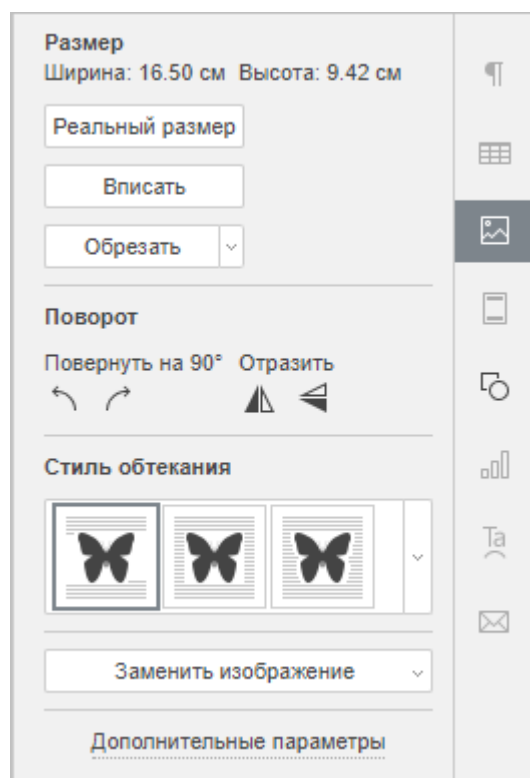 Размер
Ширина: 16.50 см Высота: 9.42 см
Реальный размер
Вписать
Обрезать
Поворот
Повернуть на 90° Отразить
Стиль обтекания
Заменить изображение
Дополнительные параметры
Ta